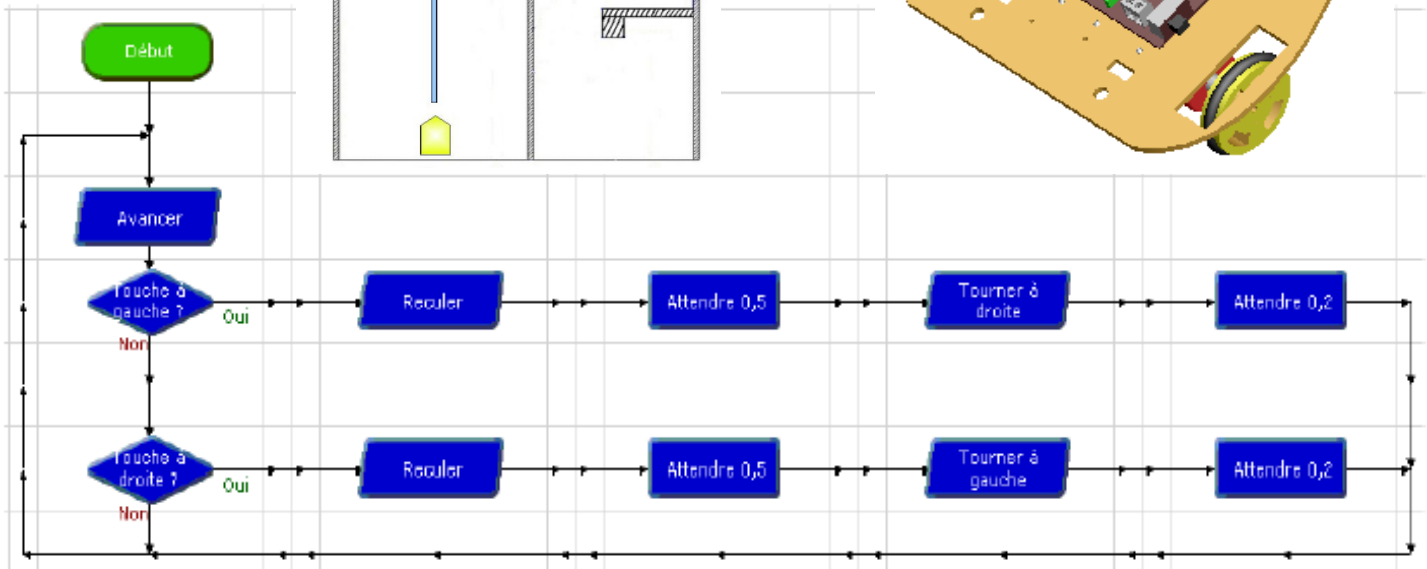 Début
Avancer
Touche à
gauche ?
Oui
Non
Reculer
Attendre 0,5
Tourner à
droite
Attendre 0,2
Touche à
droite ?
Oui
Non
Reculer
Attendre 0,5
Tourner à
gauche
Attendre 0,2